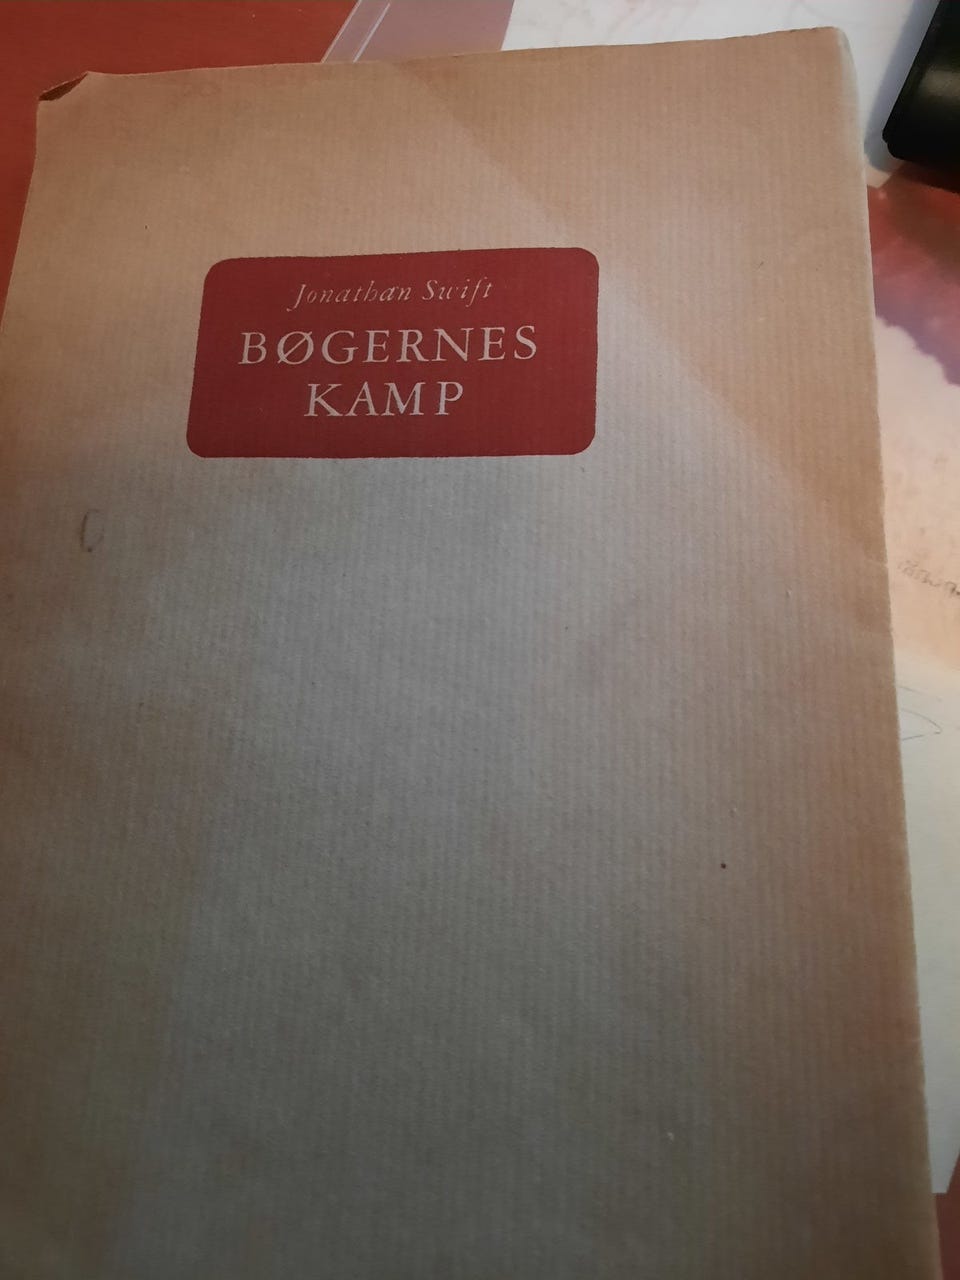 Jonathan Swift
BØGERNES
KAMP